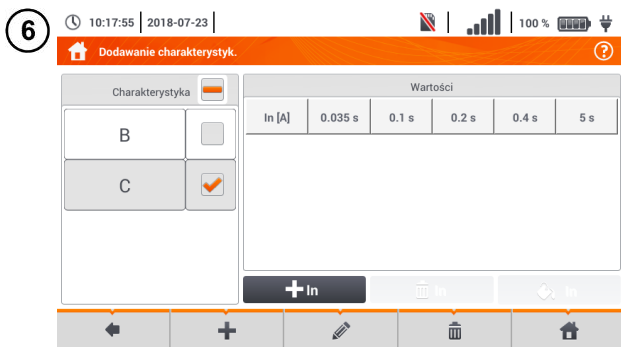 6
10:17:55 2018-07-23 100 %
Dodawanie charakterystyk. ?
Charakterystyka Wartości
In [A] 0.035 s 0.1 s 0.2 s 0.4 s 5 s
B
C
In In In